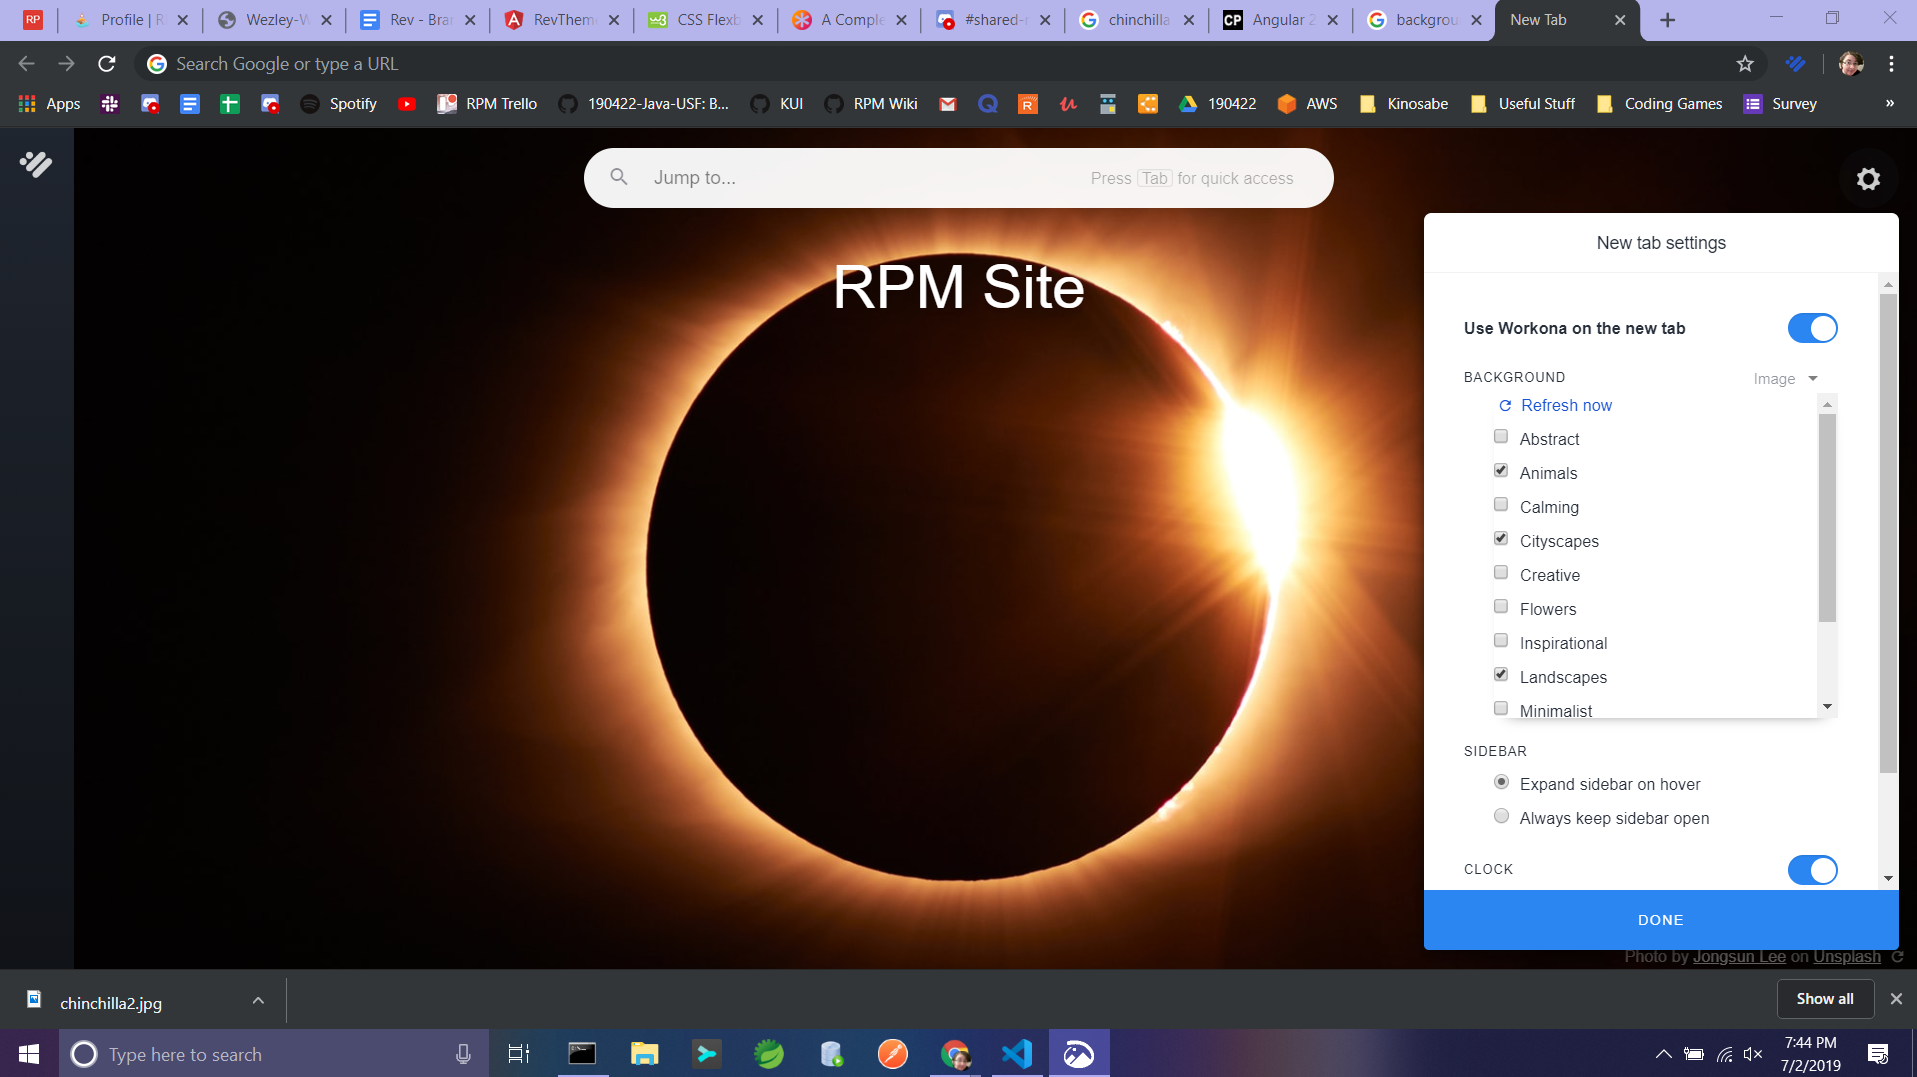 RP
Profile | R
Wezley-W
Rev - Bran
RevTheme
CSS Flexb
A Comple
#shared-r
chinchilla
CP
Angular 2
backgrou
New Tab
Search Google or type a URL
Apps
Spotify
RPM Trello
190422-Java-USF: B...
KUI
RPM Wiki
190422
AWS
Kinosabe
Useful Stuff
Coding Games
Survey
»
Jump to...
Press Tab for quick access
RPM Site
New tab settings
Use Workona on the new tab
BACKGROUND
Image
Refresh now
Abstract
Animals
Calming
Cityscapes
Creative
Flowers
Inspirational
Landscapes
Minimalist
SIDEBAR
Expand sidebar on hover
Always keep sidebar open
CLOCK
DONE
Photo by Jongsun Lee on Unsplash
chinchilla2.jpg
Show all
Type here to search
7:44 PM
7/2/2019